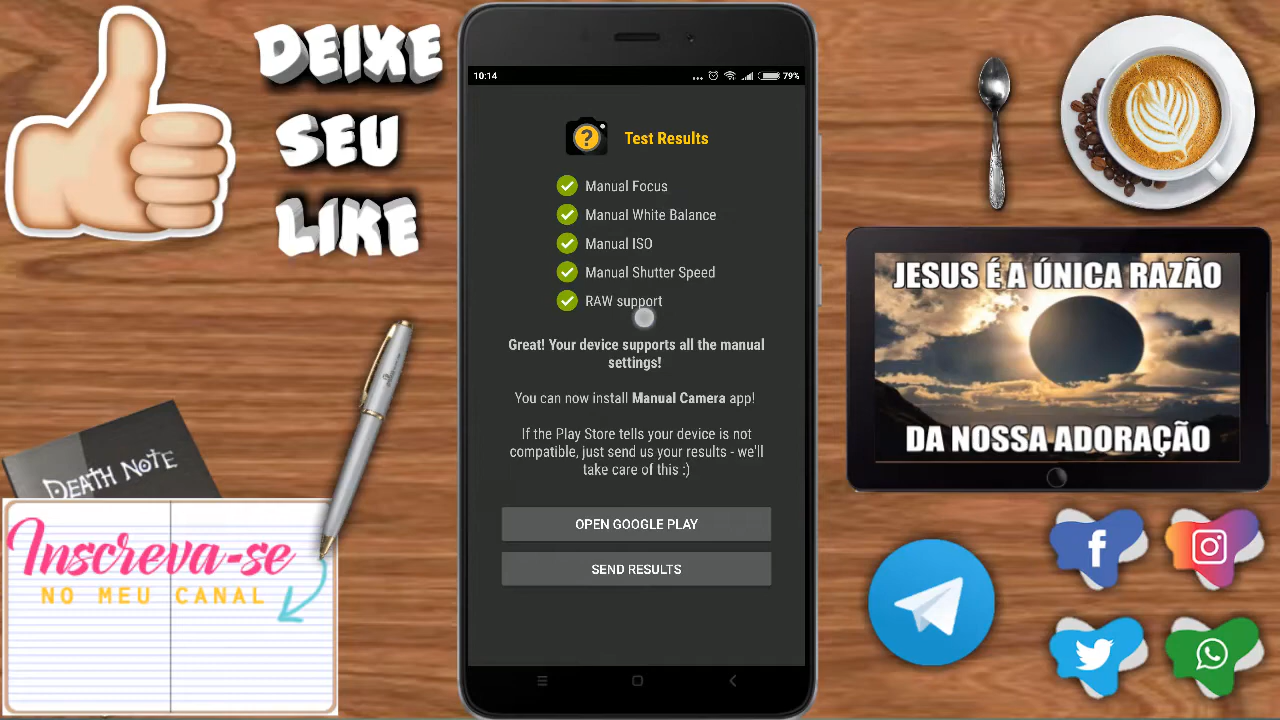 DEIXE
SEU
LIKE
DEATH NOTE
Inscreva-se
NO MEU CANAL
10:14
... 79%
?
Test Results
Manual Focus
Manual White Balance
Manual ISO
Manual Shutter Speed
RAW support
Great! Your device supports all the manual
settings!
You can now install Manual Camera app!
If the Play Store tells your device is not
compatible, just send us your results - we'll
take care of this :)
OPEN GOOGLE PLAY
SEND RESULTS
JESUS É A ÚNICA RAZÃO
DA NOSSA ADORAÇÃO
f